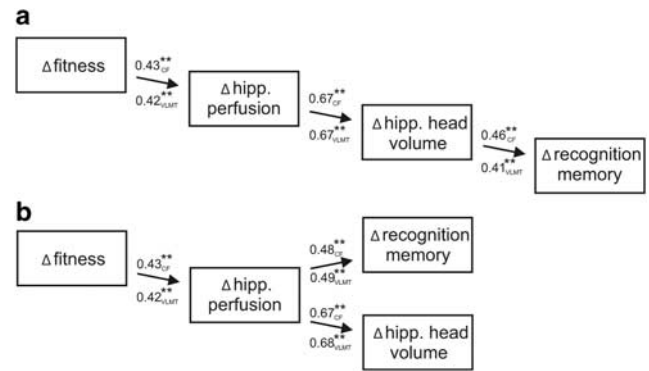 a
Δ fitness
0.43**CF
0.42**VLMT
Δ hipp.
perfusion
0.67**CF
0.67**VLMT
Δ hipp. head
volume
0.46**CF
0.41**VLMT
Δ recognition
memory
b
Δ fitness
0.43**CF
0.42**VLMT
Δ hipp.
perfusion
0.48**CF
0.49**VLMT
Δ recognition
memory
0.67**CF
0.68**VLMT
Δ hipp. head
volume